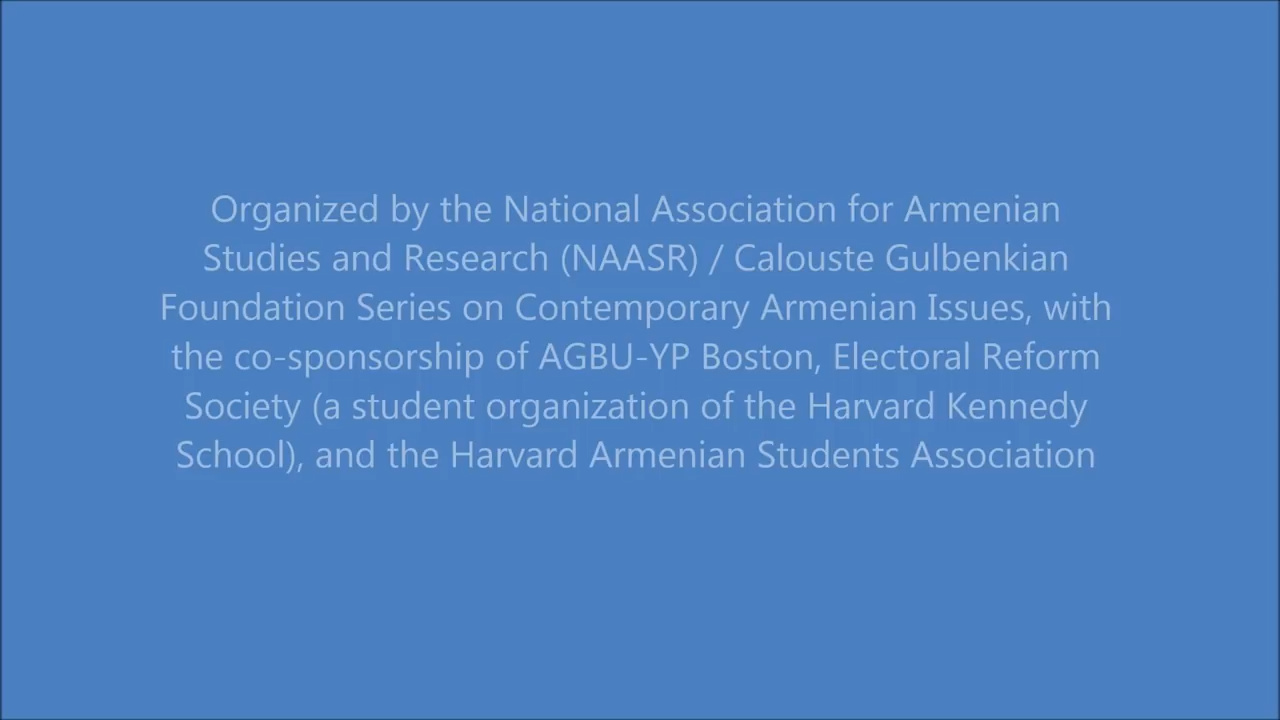 Organized by the National Association for Armenian
Studies and Research (NAASR) / Calouste Gulbenkian
Foundation Series on Contemporary Armenian Issues, with
the co-sponsorship of AGBU-YP Boston, Electoral Reform
Society (a student organization of the Harvard Kennedy
School), and the Harvard Armenian Students Association